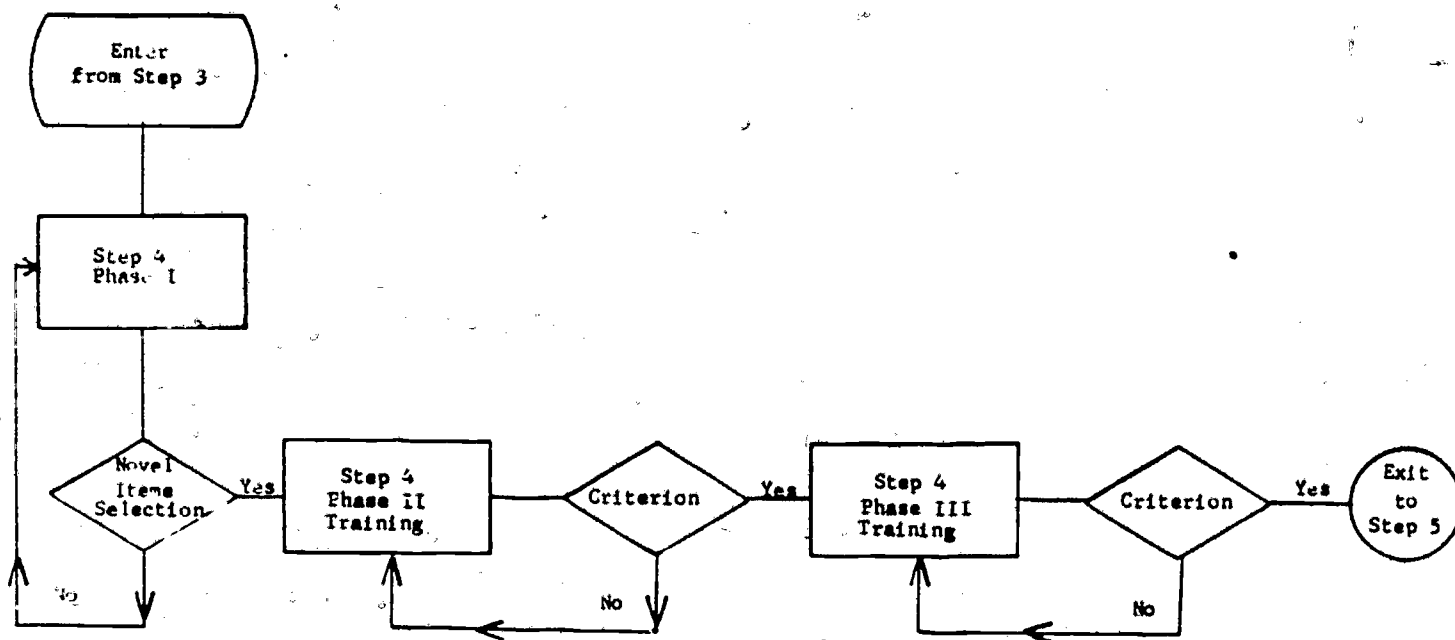 Enter
from Step 3
Step 4
Phase I
Novel
Items
Selection
Yes
No
Step 4
Phase II
Training
Criterion
Yes
No
Step 4
Phase III
Training
Criterion
Yes
No
Exit
to
Step 5